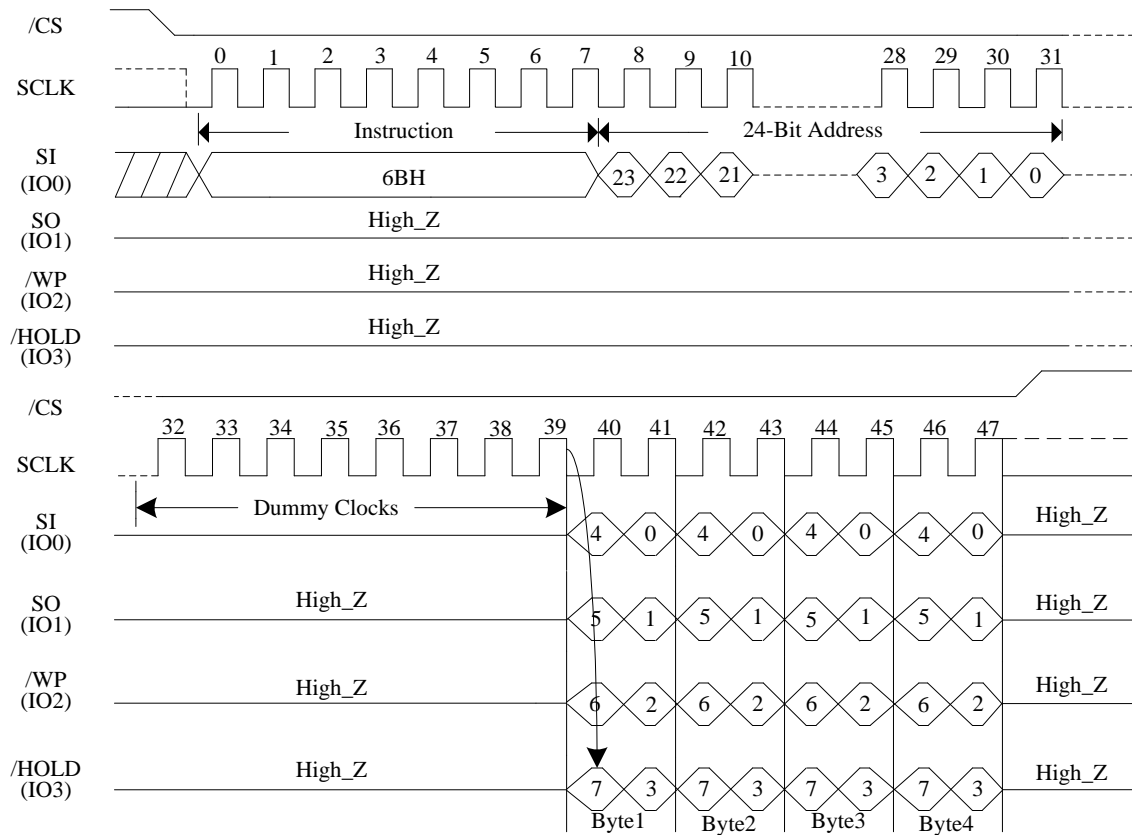 /CS
0 1 2 3 4 5 6 7 8 9 10 28 29 30 31
SCLK
Instruction 24-Bit Address
SI
(IO0)
6BH 23 22 21 3 2 1 0
SO
(IO1)
High_Z
/WP
(IO2)
High_Z
/HOLD
(IO3)
High_Z
/CS
32 33 34 35 36 37 38 39 40 41 42 43 44 45 46 47
SCLK
Dummy Clocks
SI
(IO0)
4 0 4 0 4 0 4 0 High_Z
SO
(IO1)
High_Z 5 1 5 1 5 1 5 1 High_Z
/WP
(IO2)
High_Z 6 2 6 2 6 2 6 2 High_Z
/HOLD
(IO3)
High_Z 7 3 7 3 7 3 7 3 High_Z
Byte1 Byte2 Byte3 Byte4